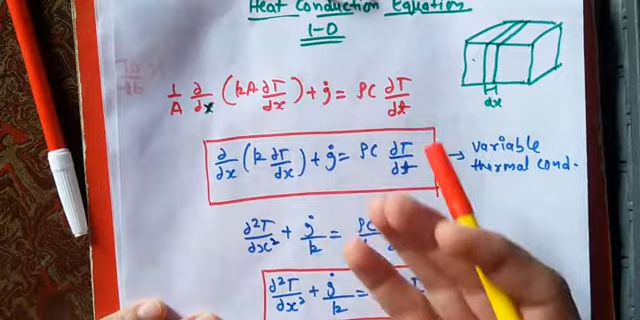 Heat Conduction Equation
1-D
1/A ∂/∂x (kA ∂T/∂x) + ġ = ρC ∂T/∂t
dx
∂/∂x (k ∂T/∂x) + ġ = ρC ∂T/∂t → variable
thermal cond.
∂²T/∂x² + ġ/k = ρC
∂²T/∂x² + ġ/k =